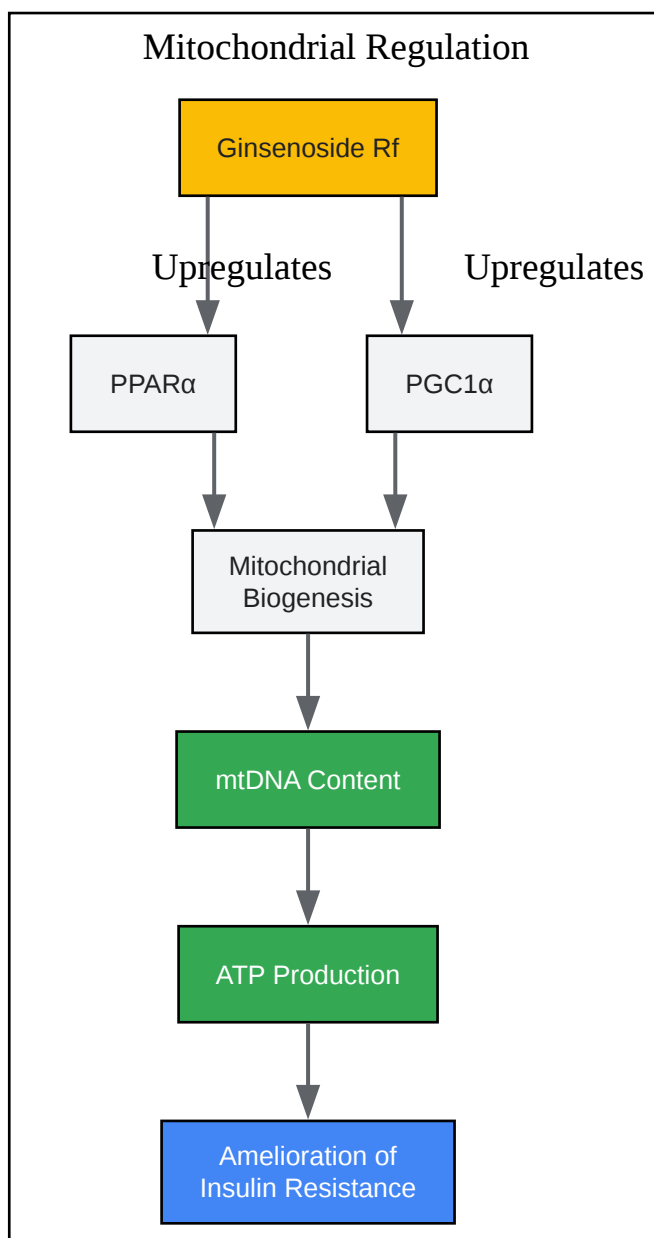 Mitochondrial Regulation
Ginsenoside Rf
Upregulates
Upregulates
PPARα
PGC1α
Mitochondrial
Biogenesis
mtDNA Content
ATP Production
Amelioration of
Insulin Resistance